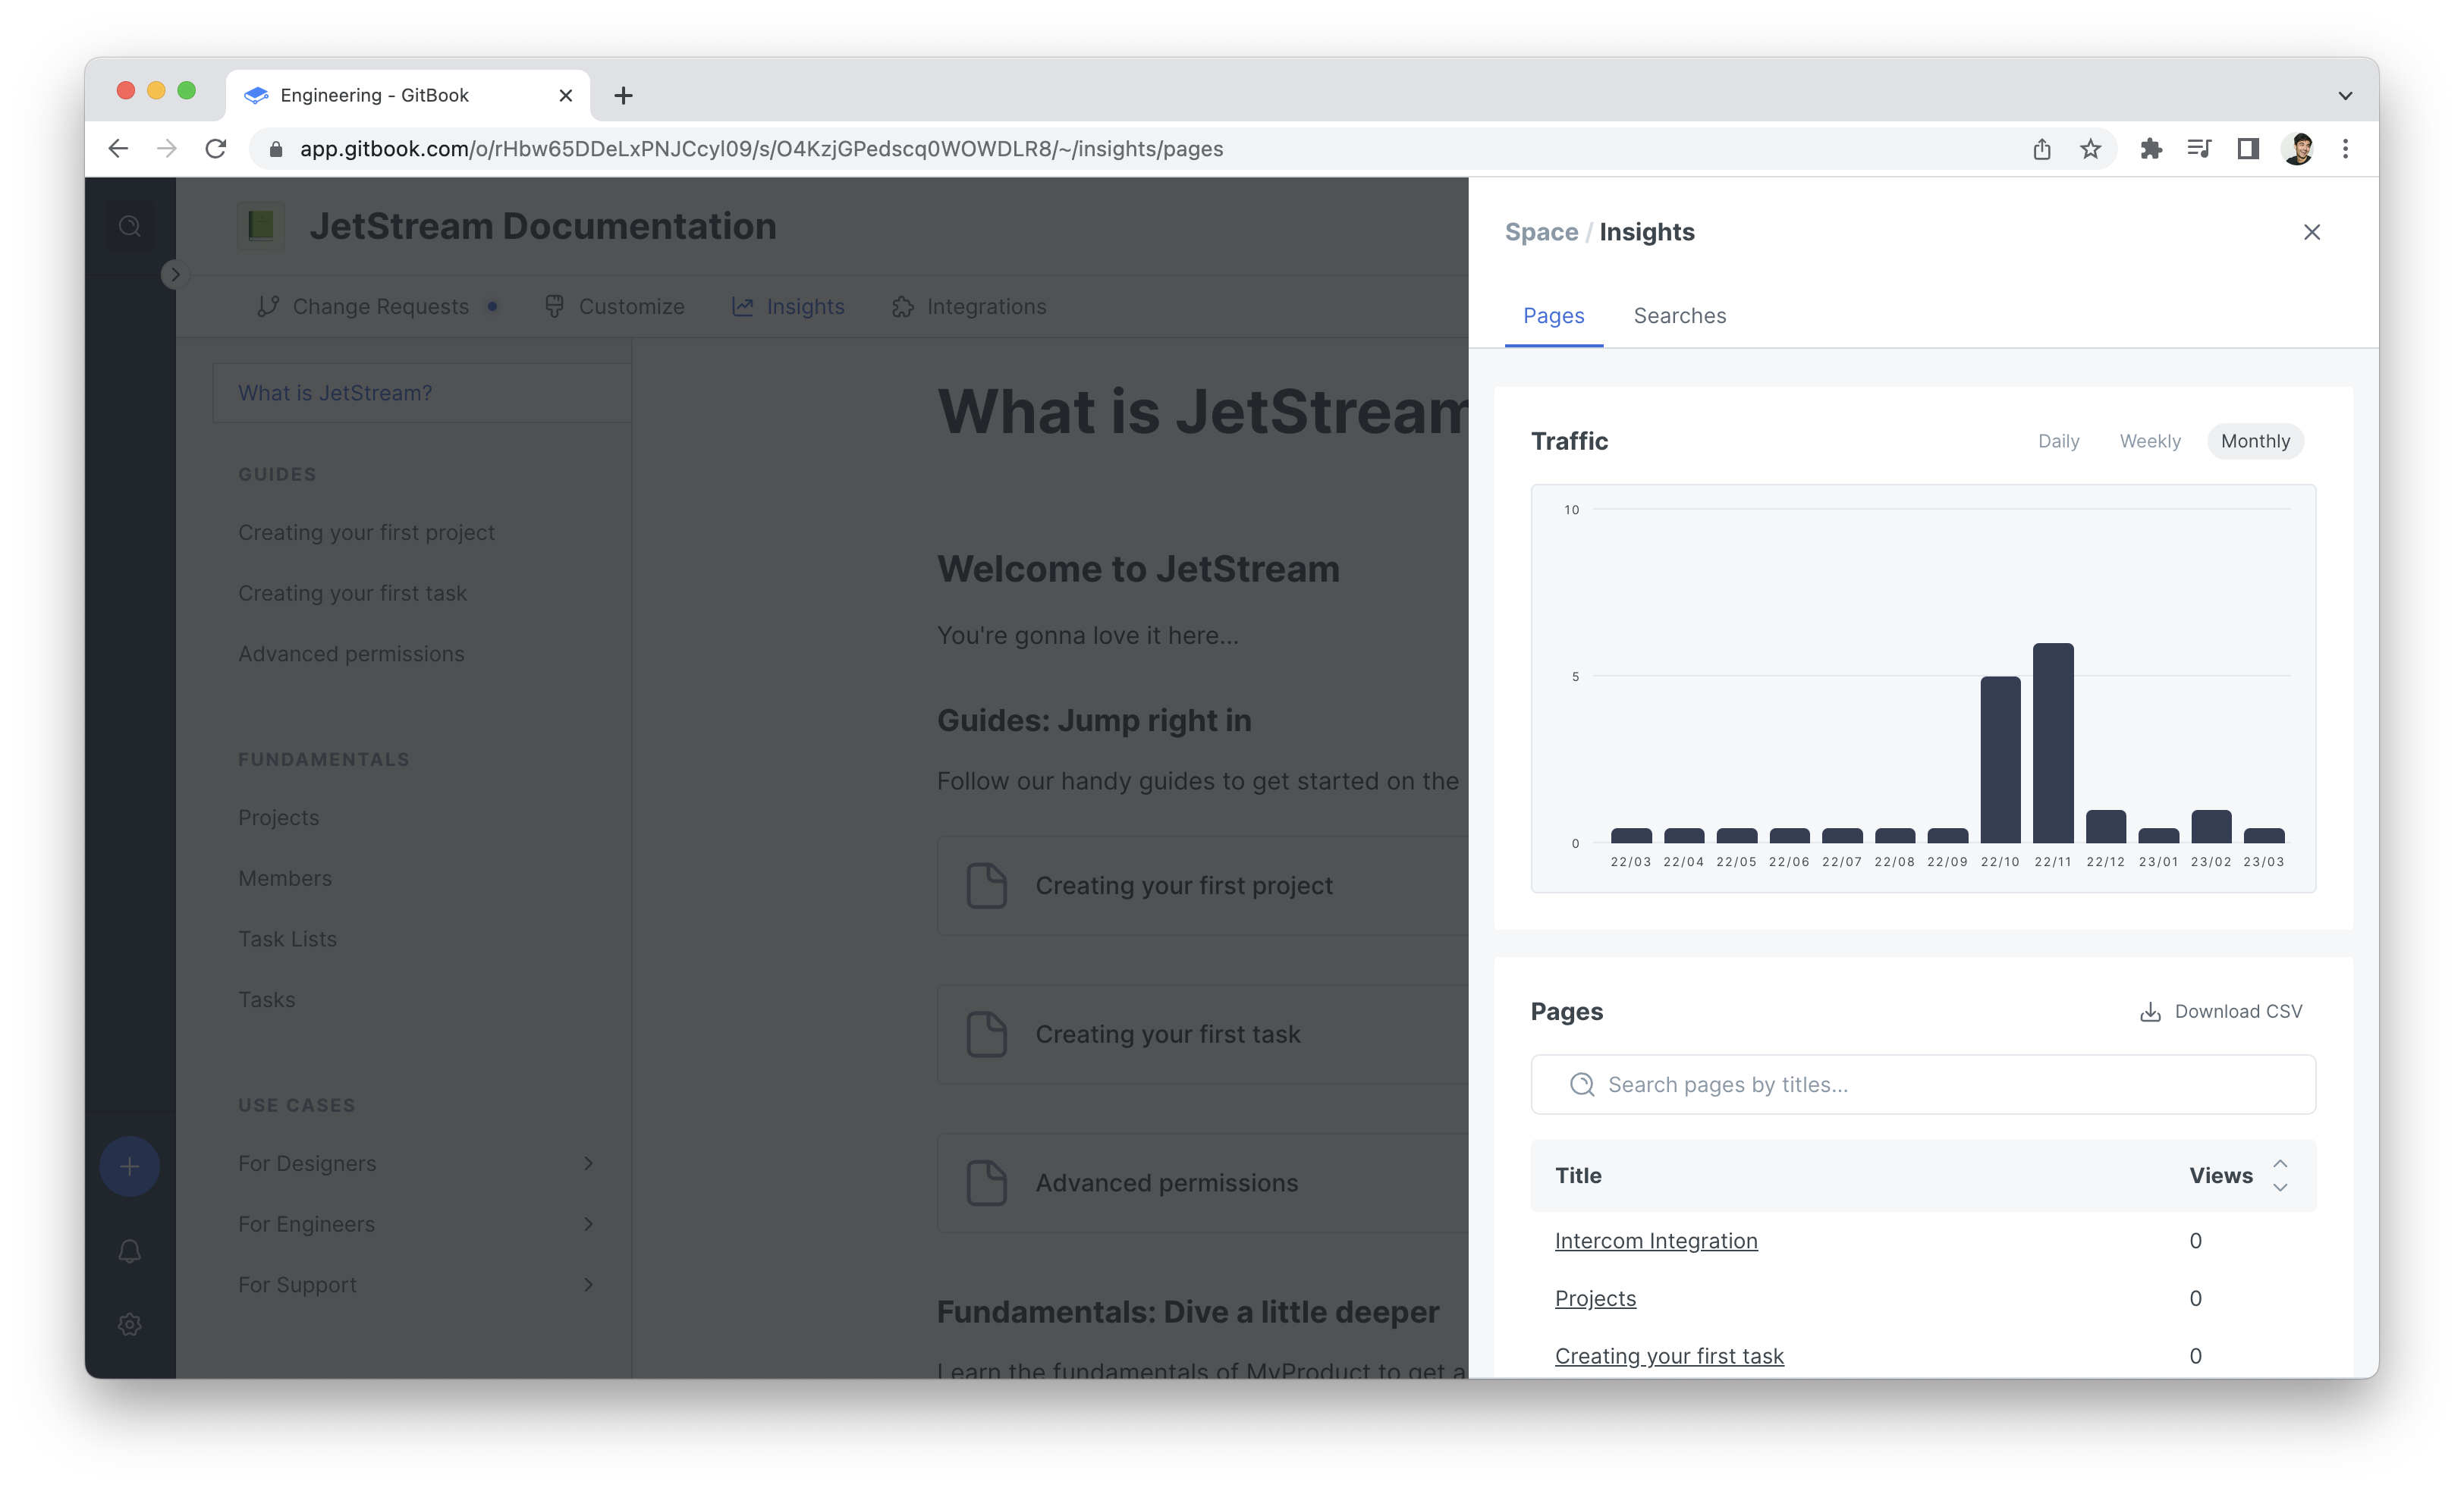 Engineering - GitBook
app.gitbook.com/o/rHbw65DDeLxPNJCcyl09/s/O4KzjGPedscq0WOWDLR8/~/insights/pages
JetStream Documentation
Change Requests
Customize
Insights
Integrations
What is JetStream?
GUIDES
Creating your first project
Creating your first task
Advanced permissions
FUNDAMENTALS
Projects
Members
Task Lists
Tasks
USE CASES
For Designers
For Engineers
For Support
What is JetStream
Welcome to JetStream
You're gonna love it here...
Guides: Jump right in
Follow our handy guides to get started on the
Creating your first project
Creating your first task
Advanced permissions
Fundamentals: Dive a little deeper
Learn the fundamentals of MyProduct to get a
Space / Insights
Pages
Searches
Traffic
Daily
Weekly
Monthly
10
5
0
22/03 22/04 22/05 22/06 22/07 22/08 22/09 22/10 22/11 22/12 23/01 23/02 23/03
Pages
Download CSV
Search pages by titles...
Title Views
Intercom Integration 0
Projects 0
Creating your first task 0